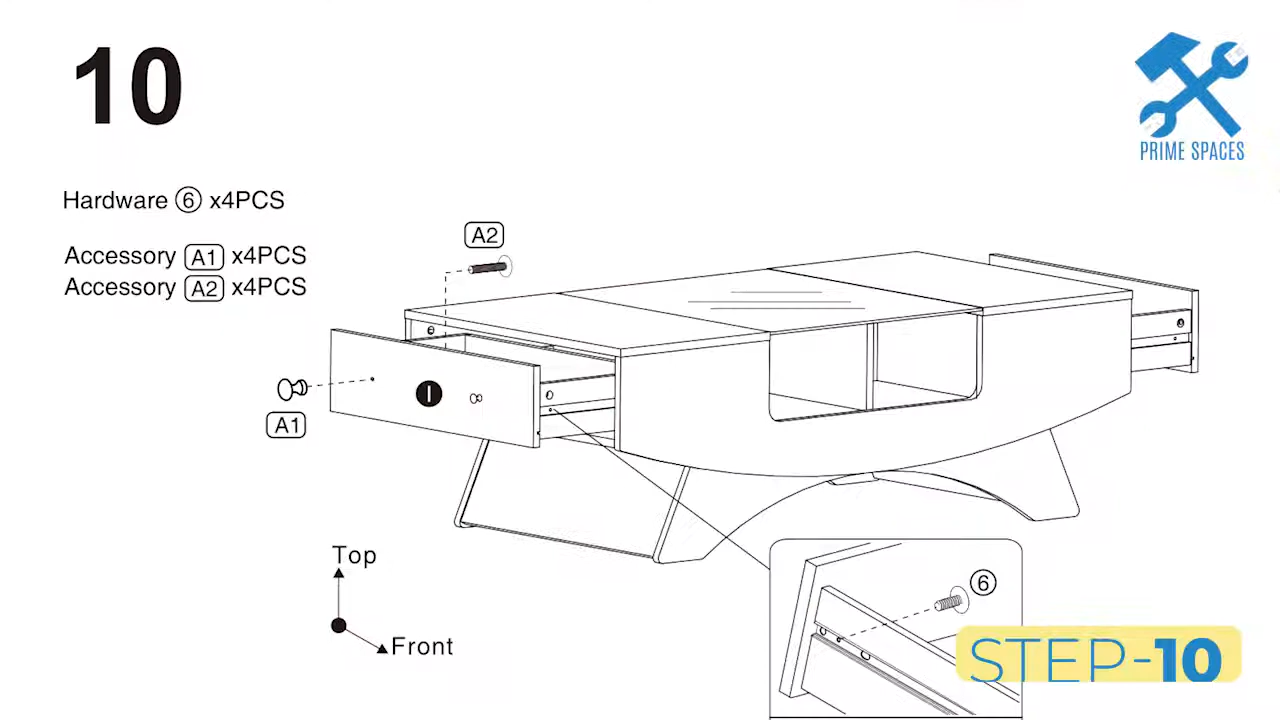 10
PRIME SPACES
Hardware 6 x4PCS
Accessory A1 x4PCS
Accessory A2 x4PCS
A2
I
A1
Top
Front
6
STEP-10